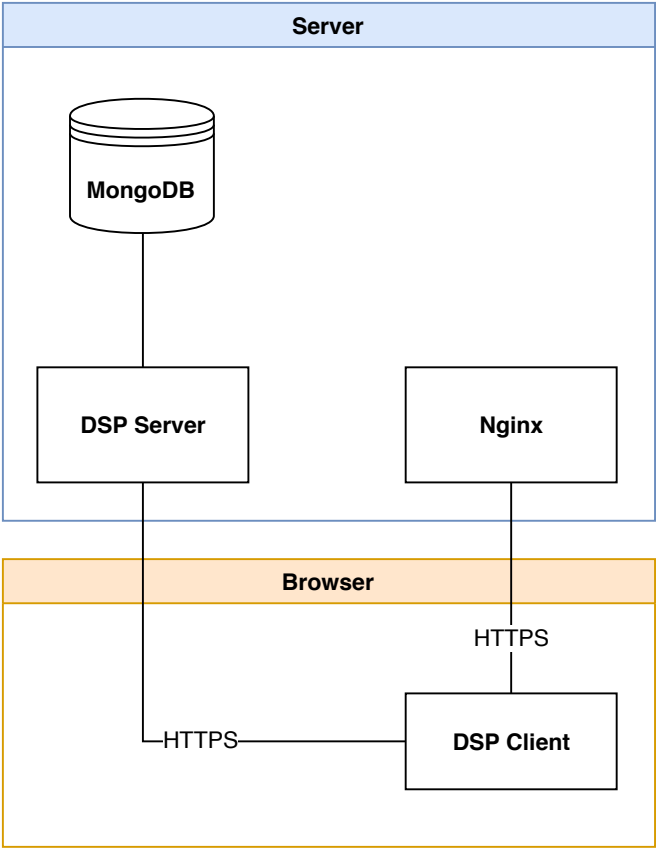 Server
MongoDB
DSP Server
Nginx
Browser
HTTPS
HTTPS
DSP Client